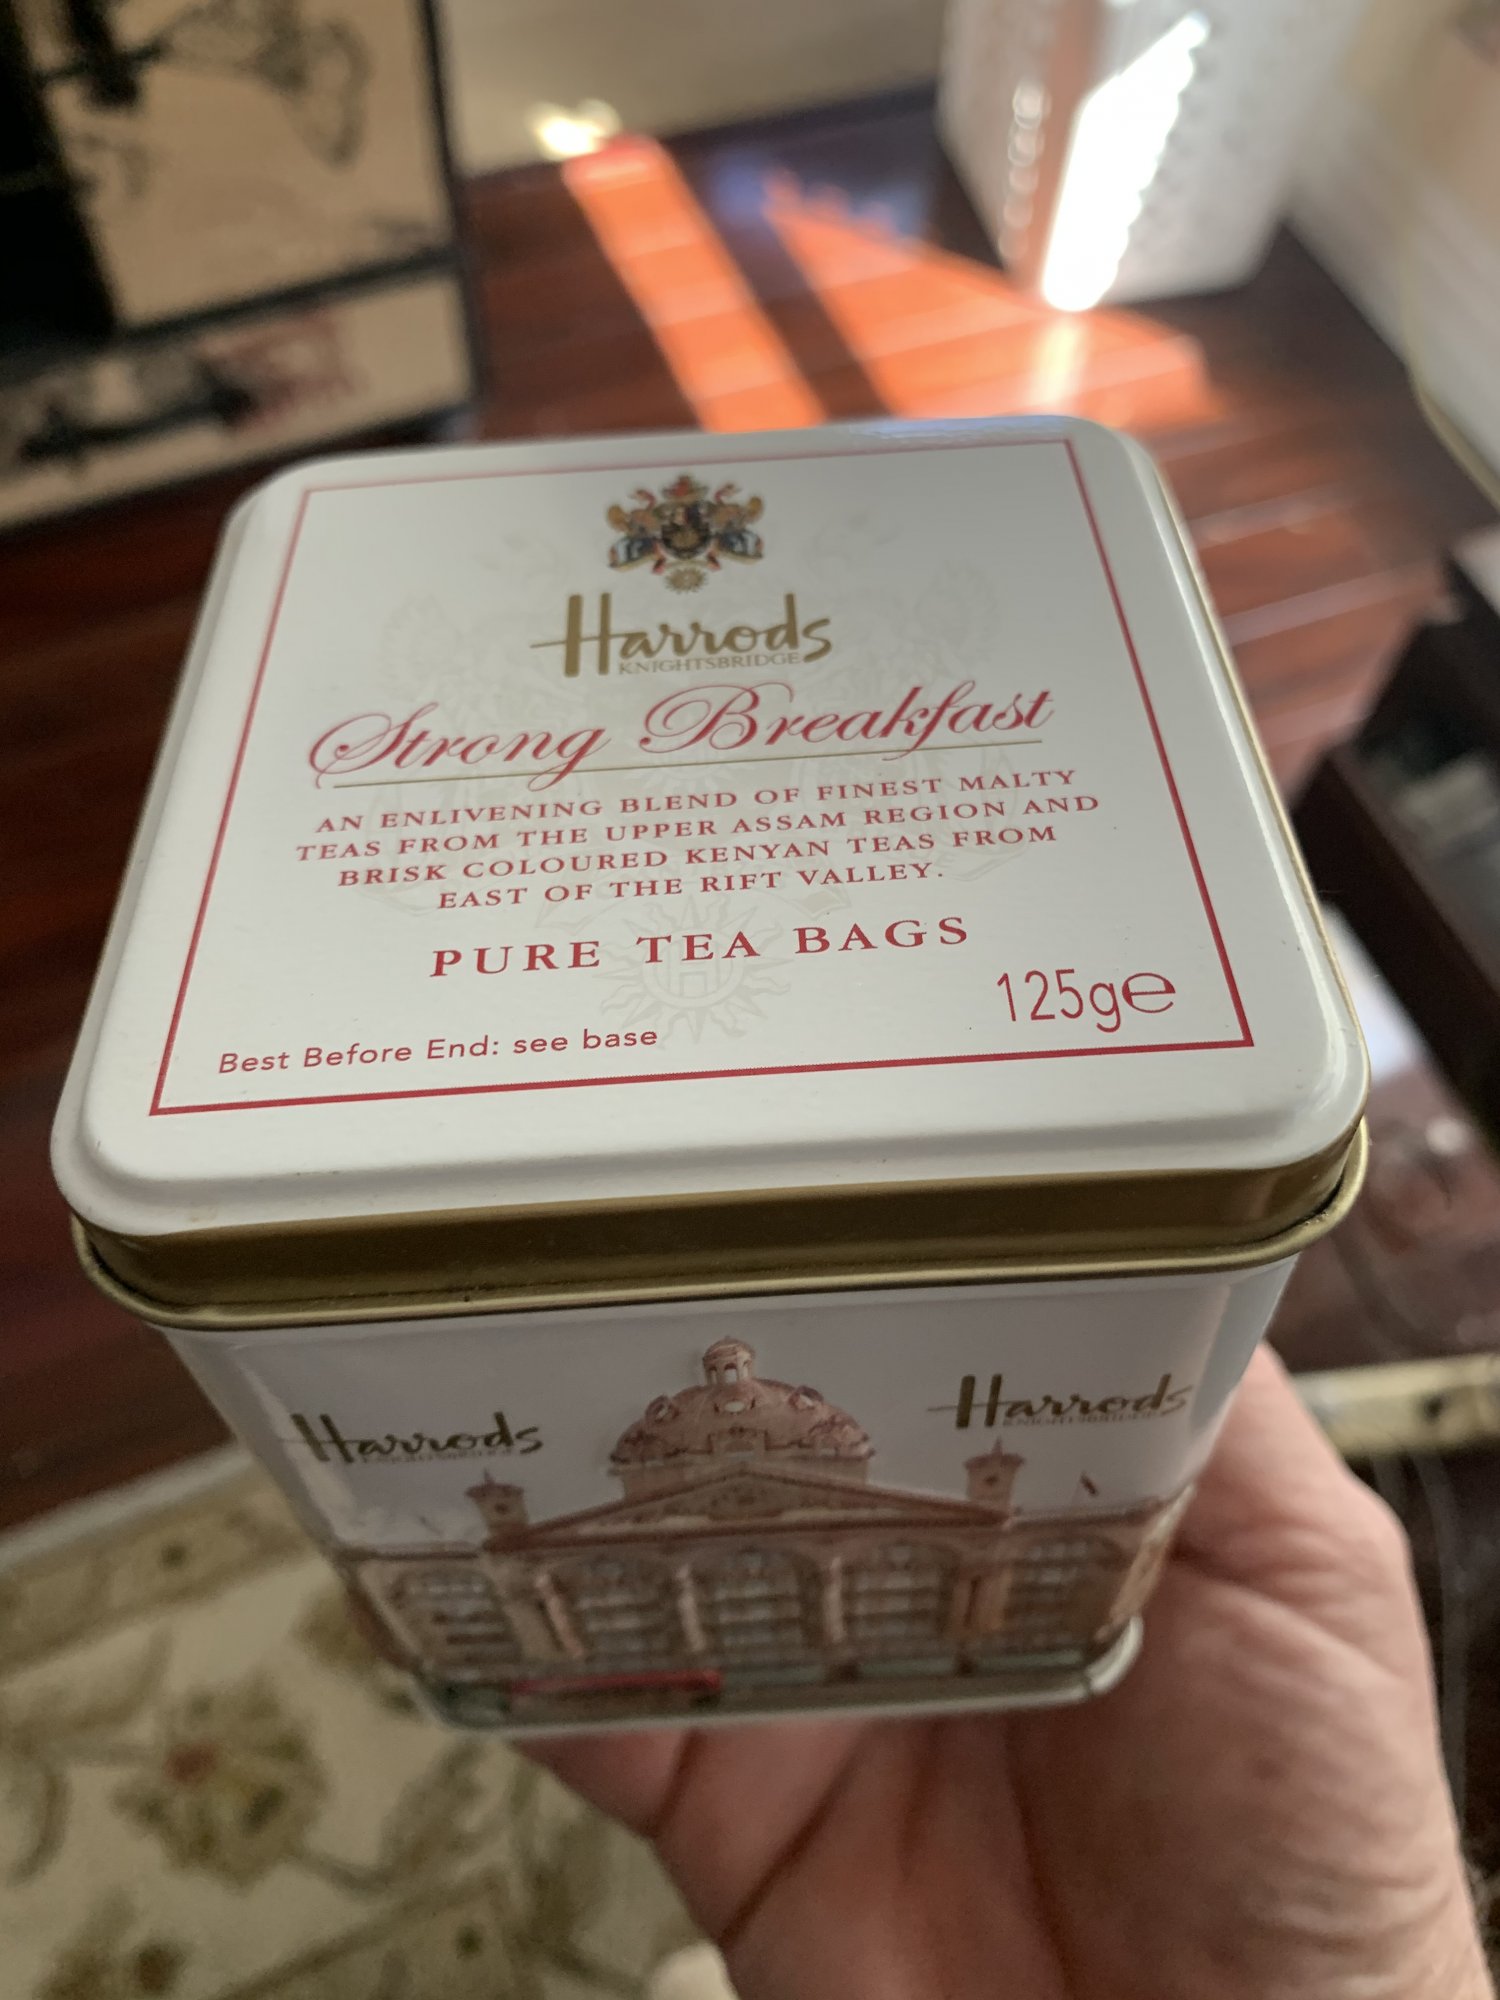 Harrods
KNIGHTSBRIDGE
Strong Breakfast
AN ENLIVENING BLEND OF FINEST MALTY
TEAS FROM THE UPPER ASSAM REGION AND
BRISK COLOURED KENYAN TEAS FROM
EAST OF THE RIFT VALLEY.
PURE TEA BAGS
125g℮
Best Before End: see base
Harrods
KNIGHTSBRIDGE
Harrods
KNIGHTSBRIDGE